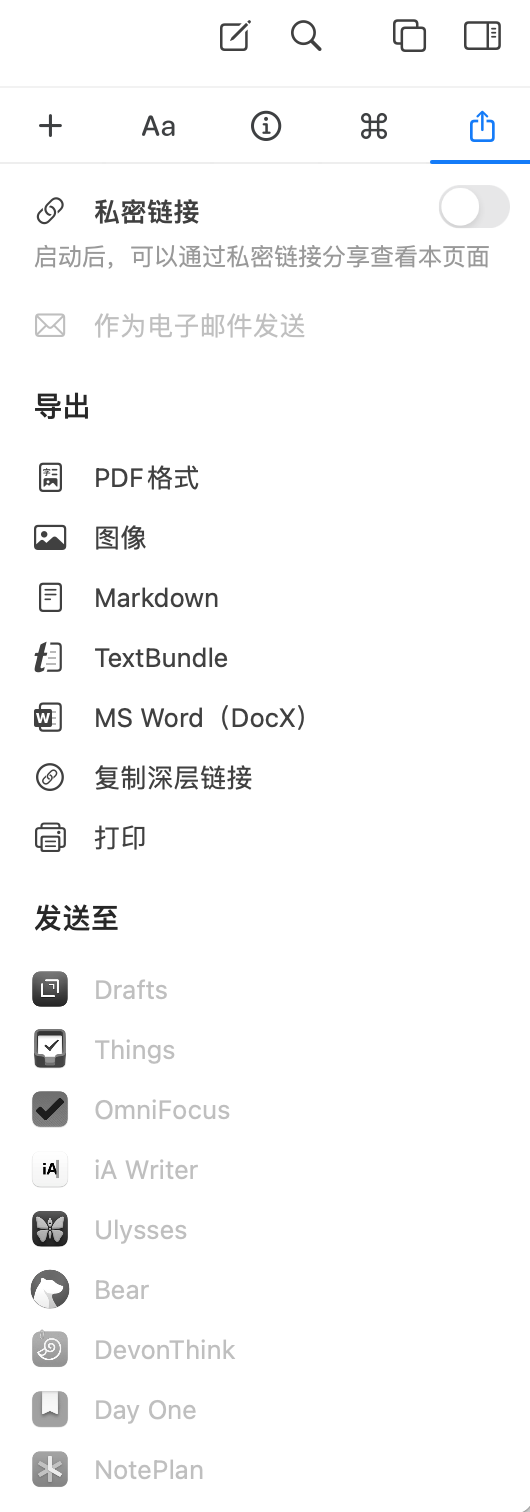 Aa
私密链接
启动后，可以通过私密链接分享查看本页面
作为电子邮件发送
导出
PDF格式
图像
Markdown
TextBundle
MS Word（DocX）
复制深层链接
打印
发送至
Drafts
Things
OmniFocus
iA Writer
Ulysses
Bear
DevonThink
Day One
NotePlan